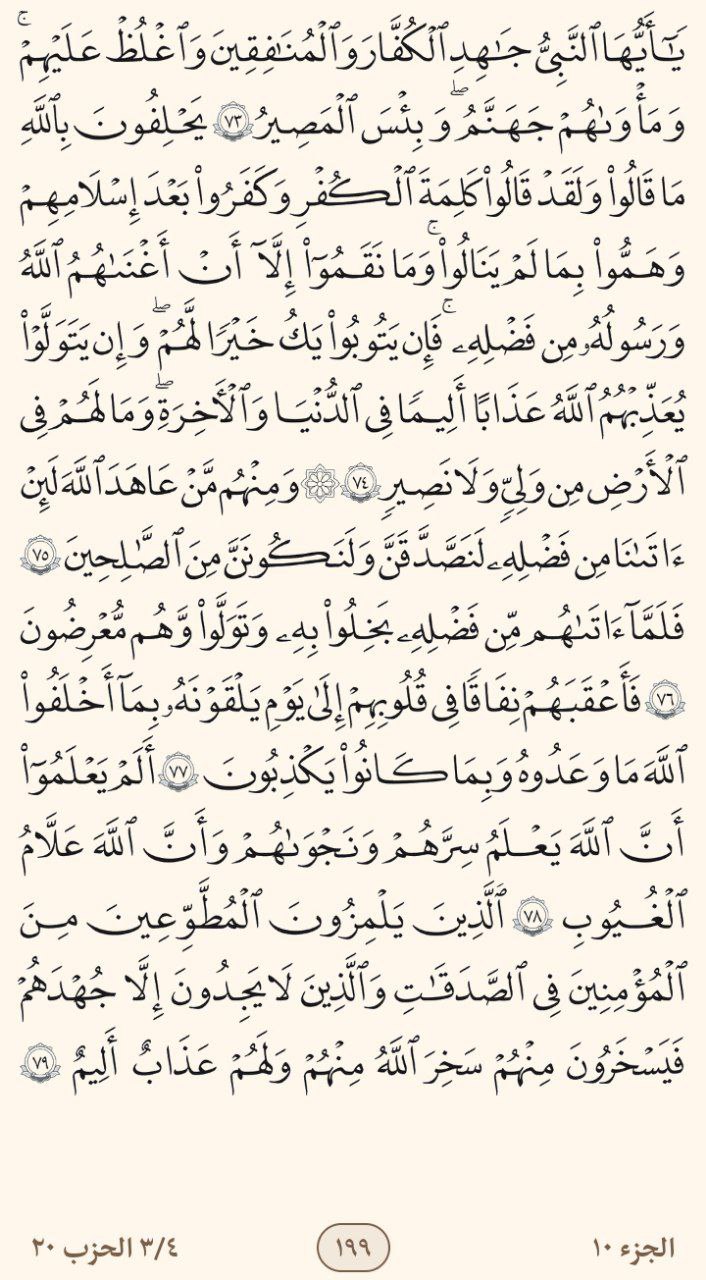 يَٰٓأَيُّهَا ٱلنَّبِيُّ جَٰهِدِ ٱلْكُفَّارَ وَٱلْمُنَٰفِقِينَ وَٱغْلُظْ عَلَيْهِمْۚ
وَمَأْوَىٰهُمْ جَهَنَّمُۖ وَبِئْسَ ٱلْمَصِيرُ ٧٣ يَحْلِفُونَ بِٱللَّهِ
مَا قَالُوا۟ وَلَقَدْ قَالُوا۟ كَلِمَةَ ٱلْكُفْرِ وَكَفَرُوا۟ بَعْدَ إِسْلَٰمِهِمْ
وَهَمُّوا۟ بِمَا لَمْ يَنَالُوا۟ۚ وَمَا نَقَمُوٓا۟ إِلَّآ أَنْ أَغْنَىٰهُمُ ٱللَّهُ
وَرَسُولُهُۥ مِن فَضْلِهِۦۚ فَإِن يَتُوبُوا۟ يَكُ خَيْرًا لَّهُمْۖ وَإِن يَتَوَلَّوْا۟
يُعَذِّبْهُمُ ٱللَّهُ عَذَابًا أَلِيمًا فِى ٱلدُّنْيَا وَٱلْأَخِرَةِۖ وَمَا لَهُمْ فِى
ٱلْأَرْضِ مِن وَلِيٍّ وَلَا نَصِيرٍ ٧٤ ۞ وَمِنْهُم مَّنْ عَٰهَدَ ٱللَّهَ لَئِنْ
ءَاتَىٰنَا مِن فَضْلِهِۦ لَنَصَّدَّقَنَّ وَلَنَكُونَنَّ مِنَ ٱلصَّٰلِحِينَ ٧٥
فَلَمَّآ ءَاتَىٰهُم مِّن فَضْلِهِۦ بَخِلُوا۟ بِهِۦ وَتَوَلَّوا۟ وَّهُم مُّعْرِضُونَ
٧٦ فَأَعْقَبَهُمْ نِفَاقًا فِى قُلُوبِهِمْ إِلَىٰ يَوْمِ يَلْقَوْنَهُۥ بِمَآ أَخْلَفُوا۟
ٱللَّهَ مَا وَعَدُوهُ وَبِمَا كَانُوا۟ يَكْذِبُونَ ٧٧ أَلَمْ يَعْلَمُوٓا۟
أَنَّ ٱللَّهَ يَعْلَمُ سِرَّهُمْ وَنَجْوَىٰهُمْ وَأَنَّ ٱللَّهَ عَلَّٰمُ
ٱلْغُيُوبِ ٧٨ ٱلَّذِينَ يَلْمِزُونَ ٱلْمُطَّوِّعِينَ مِنَ
ٱلْمُؤْمِنِينَ فِى ٱلصَّدَقَٰتِ وَٱلَّذِينَ لَا يَجِدُونَ إِلَّا جُهْدَهُمْ
فَيَسْخَرُونَ مِنْهُمْ سَخِرَ ٱللَّهُ مِنْهُمْ وَلَهُمْ عَذَابٌ أَلِيمٌ ٧٩
الجزء ١٠ ١٩٩ ٣/٤ الحزب ٢٠